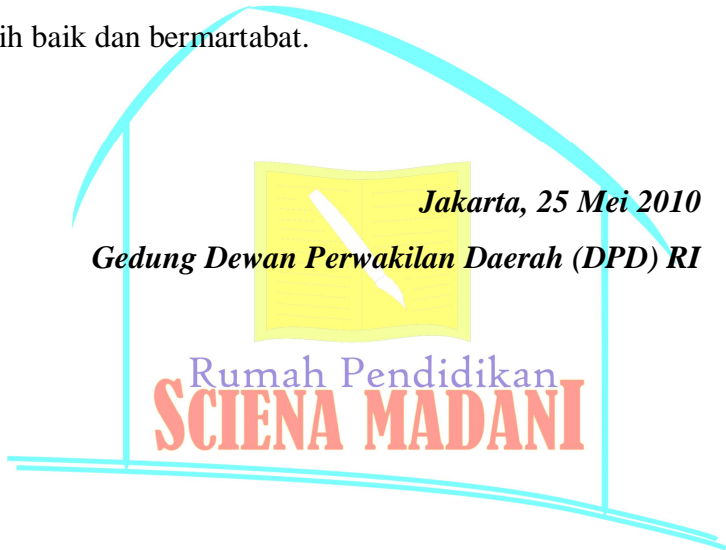 ih baik dan bermartabat.
Jakarta, 25 Mei 2010
Gedung Dewan Perwakilan Daerah (DPD) RI
Rumah Pendidikan
SCIENA MADANI